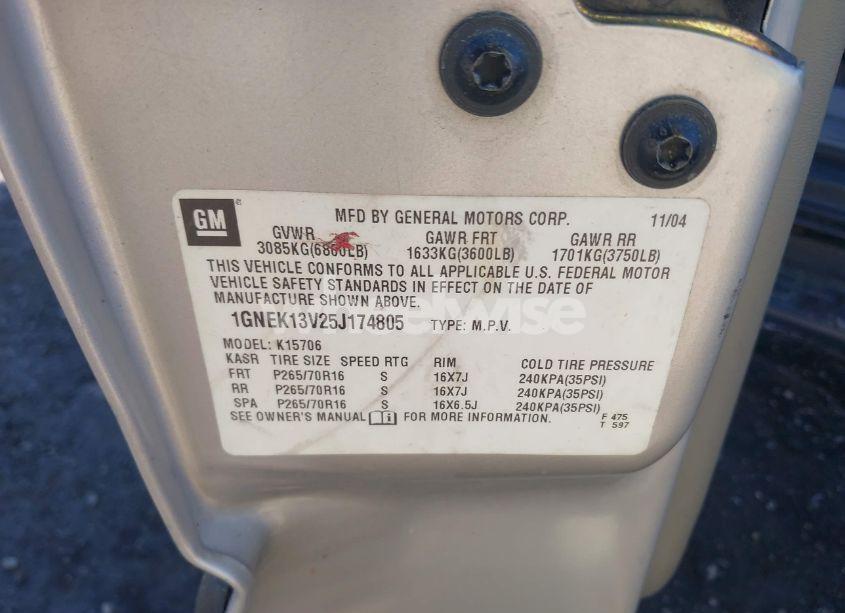 GM ®
MFD BY GENERAL MOTORS CORP. 11/04
GVWR GAWR FRT GAWR RR
3085KG(6800LB) 1633KG(3600LB) 1701KG(3750LB)
THIS VEHICLE CONFORMS TO ALL APPLICABLE U.S. FEDERAL MOTOR
VEHICLE SAFETY STANDARDS IN EFFECT ON THE DATE OF
MANUFACTURE SHOWN ABOVE.
1GNEK13V25J174805 TYPE: M.P.V.
MODEL: K15706
KASR TIRE SIZE SPEED RTG RIM COLD TIRE PRESSURE
FRT P265/70R16 S 16X7J 240KPA(35PSI)
RR P265/70R16 S 16X7J 240KPA(35PSI)
SPA P265/70R16 S 16X6.5J 240KPA(35PSI)
SEE OWNER'S MANUAL FOR MORE INFORMATION.
F 475
T 597